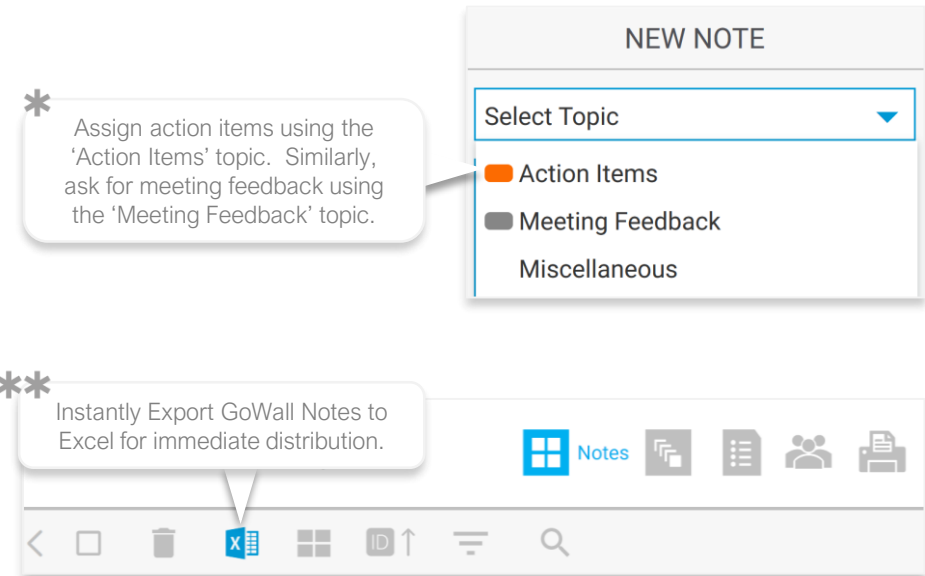 NEW NOTE
Select Topic
*
Assign action items using the
‘Action Items’ topic.  Similarly,
ask for meeting feedback using
the ‘Meeting Feedback’ topic.
Action Items
Meeting Feedback
Miscellaneous
**
Instantly Export GoWall Notes to
Excel for immediate distribution.
Notes
X
ID↑